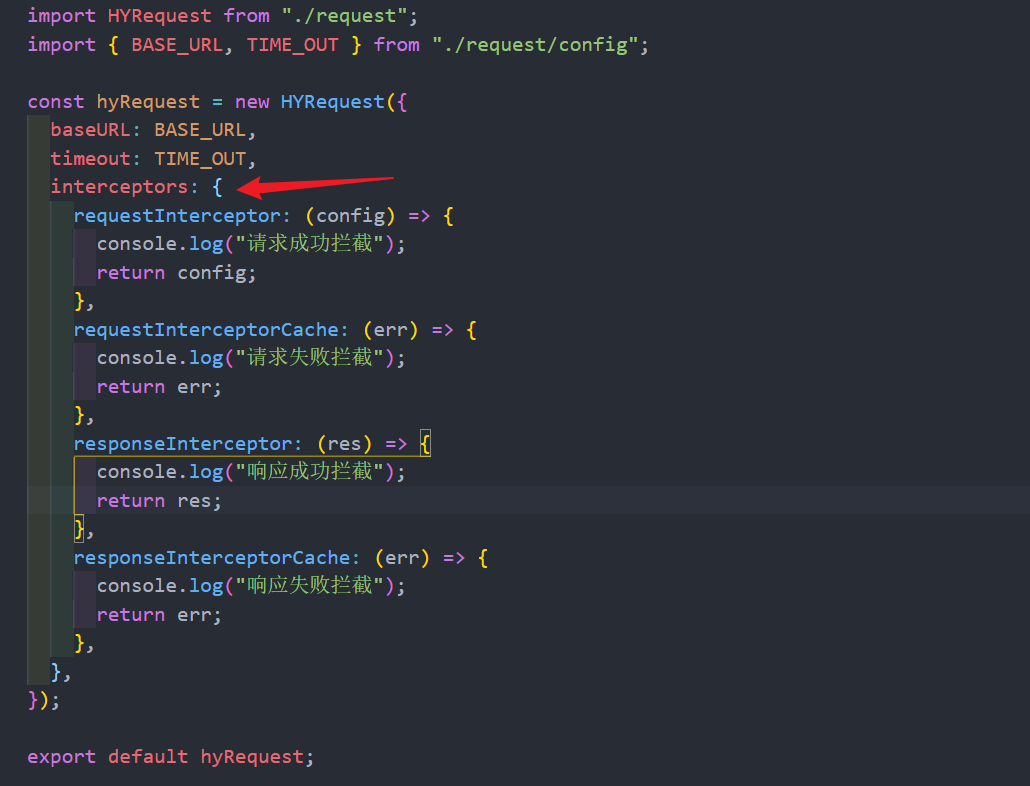 import HYRequest from "./request";
import { BASE_URL, TIME_OUT } from "./request/config";
const hyRequest = new HYRequest({
baseURL: BASE_URL,
timeout: TIME_OUT,
interceptors: {
requestInterceptor: (config) => {
console.log("请求成功拦截");
return config;
},
requestInterceptorCache: (err) => {
console.log("请求失败拦截");
return err;
},
responseInterceptor: (res) => {
console.log("响应成功拦截");
return res;
},
responseInterceptorCache: (err) => {
console.log("响应失败拦截");
return err;
},
},
});
export default hyRequest;